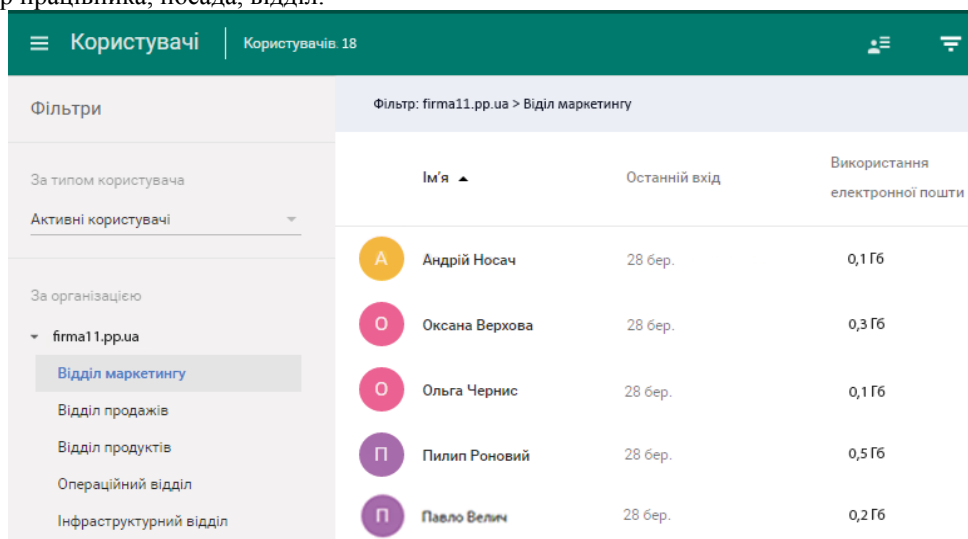 р працівника, посада, відділ.
Користувачі
Користувачів. 18
Фільтри
Фільтр: firma11.pp.ua > Віділ маркетингу
За типом користувача
Активні користувачі
За організацією
firma11.pp.ua
Відділ маркетингу
Відділ продажів
Відділ продуктів
Операційний відділ
Інфраструктурний відділ
Ім'я
Останній вхід
Використання
електронної пошти
А Андрій Носач 28 бер. 0,1 Гб
О Оксана Верхова 28 бер. 0,3 Гб
О Ольга Чернис 28 бер. 0,1 Гб
П Пилип Роновий 28 бер. 0,5 Гб
П Павло Велич 28 бер. 0,2 Гб